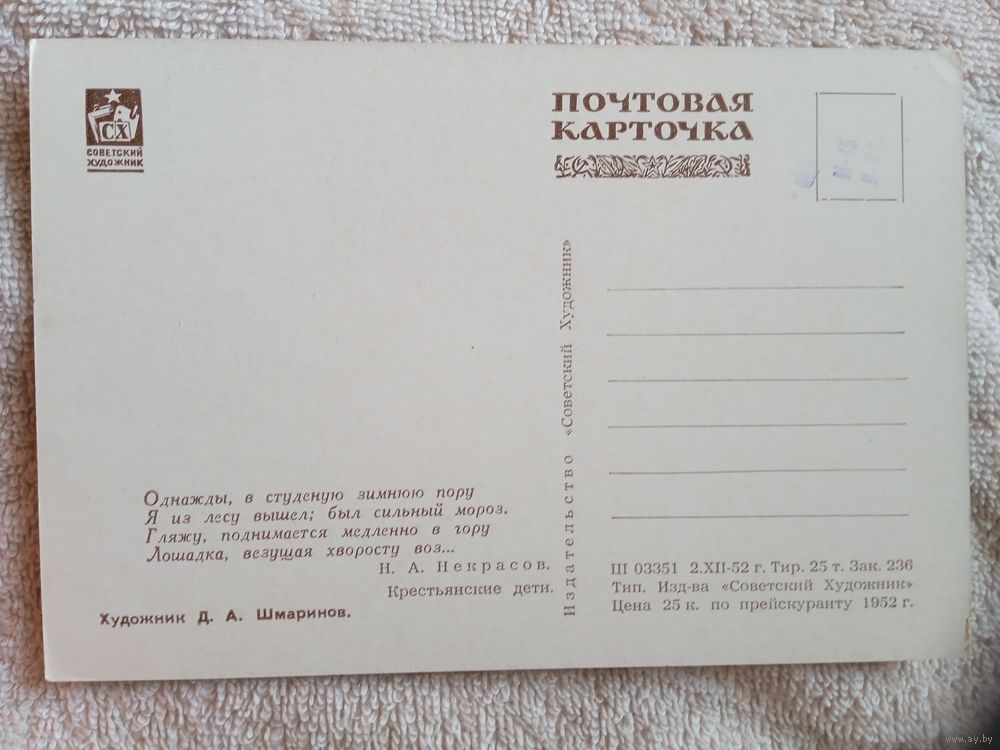 СХ
СОВЕТСКИЙ
ХУДОЖНИК
ПОЧТОВАЯ
КАРТОЧКА
Однажды, в студеную зимнюю пору
Я из лесу вышел; был сильный мороз.
Гляжу, поднимается медленно в гору
Лошадка, везущая хворосту воз...
Н. А. Некрасов.
Крестьянские дети.
Художник Д. А. Шмаринов.
Издательство «Советский Художник»
Ш 03351 2.XII-52 г. Тир. 25 т. Зак. 236
Тип. Изд-ва «Советский Художник»
Цена 25 к. по прейскуранту 1952 г.
www.ay.by